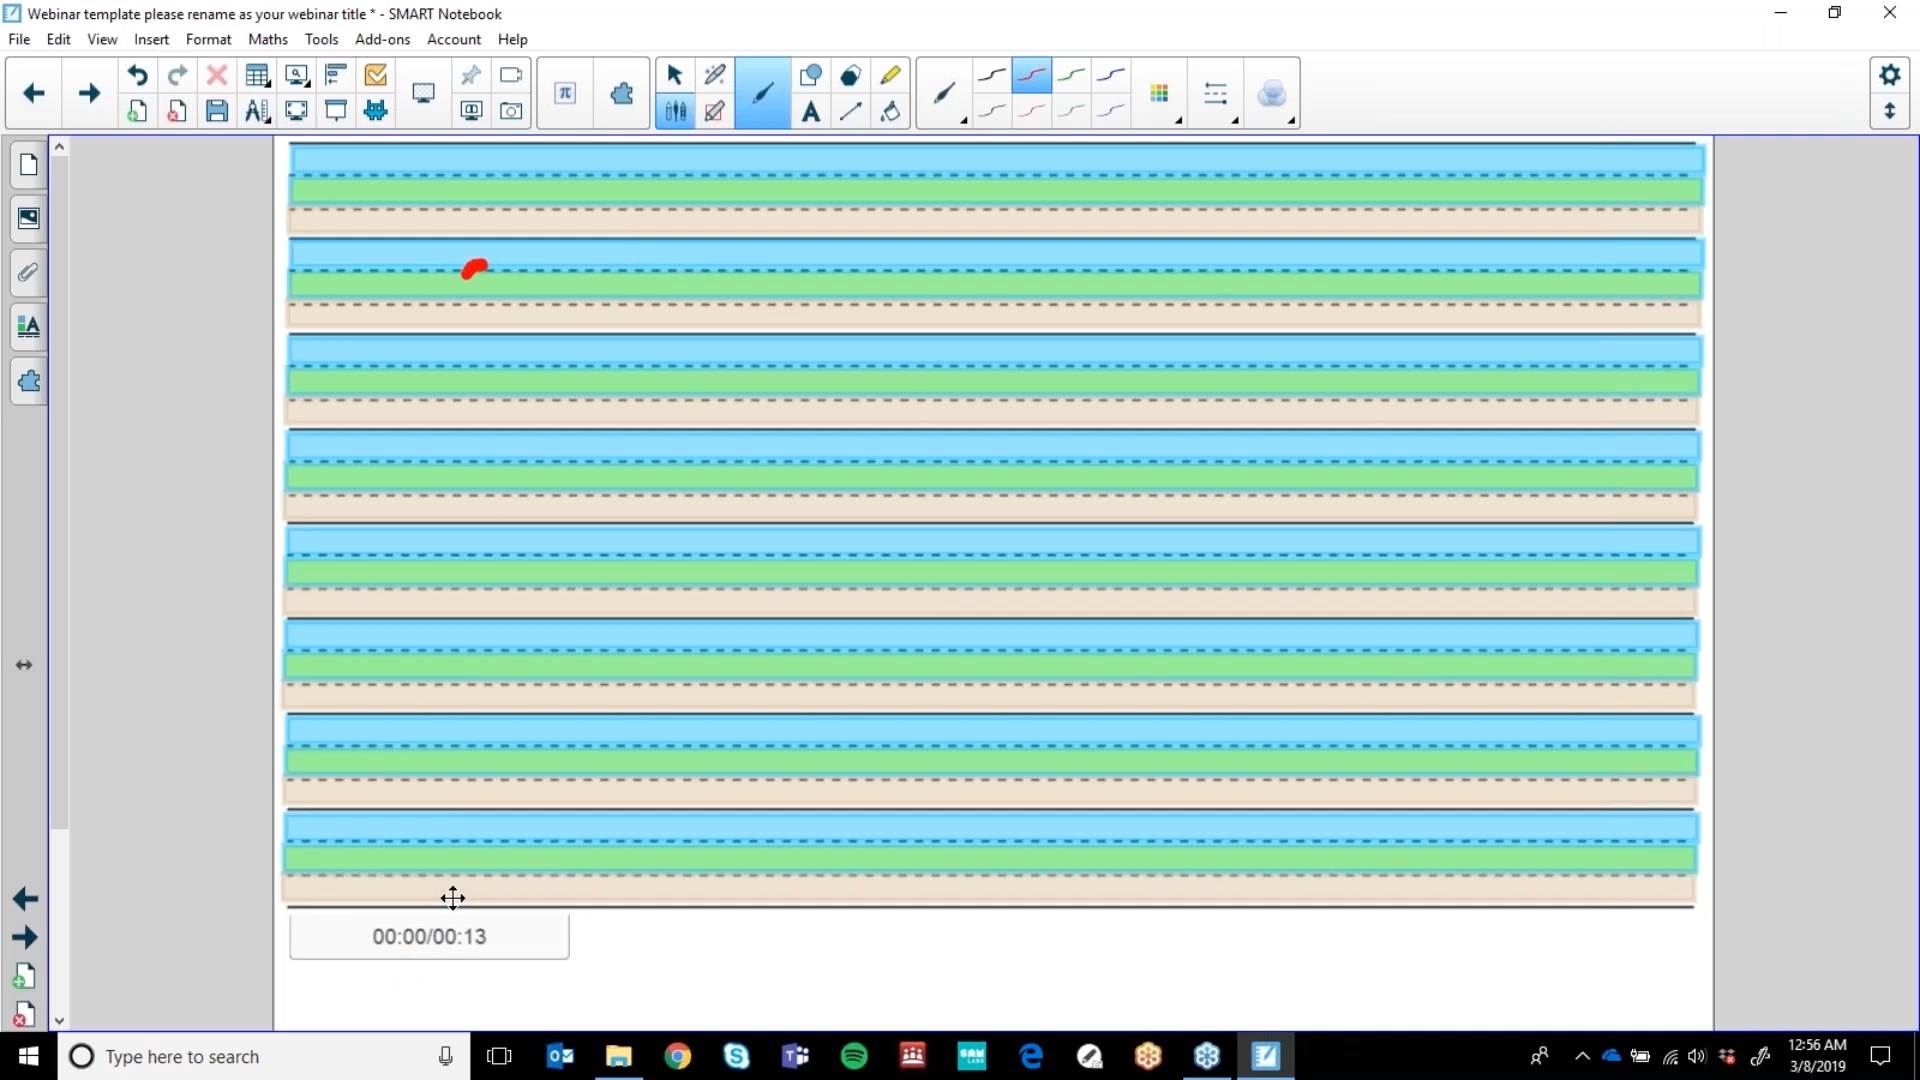 Webinar template please rename as your webinar title * - SMART Notebook
File Edit View Insert Format Maths Tools Add-ons Account Help
00:00/00:13
Type here to search
12:56 AM
3/8/2019